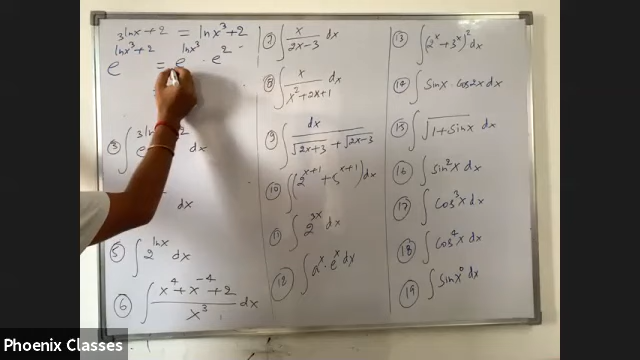 3lnx+2 = lnx³+2
e^(lnx³+2) = e^(lnx³) · e²
③ ∫ e^(3lnx+2) dx
dx
⑤ ∫ 2^(lnx) dx
⑥ ∫ (x⁴+x⁻⁴+2)/x³ dx
⑦ ∫ x/(2x-3) dx
⑧ ∫ x/(x²+2x+1) dx
⑨ ∫ dx/(√(2x+3) + √(2x-3))
⑩ ∫ (2^(x+1) + 5^(x+1)) dx
⑪ ∫ 2^(3x) dx
⑫ ∫ a^x · e^x dx
⑬ ∫ (2^x + 3^x)² dx
⑭ ∫ sinx · cos2x dx
⑮ ∫ √(1+sinx) dx
⑯ ∫ sin²x dx
⑰ ∫ cos³x dx
⑱ ∫ cos⁴x dx
⑲ ∫ sinx° dx
Phoenix Classes